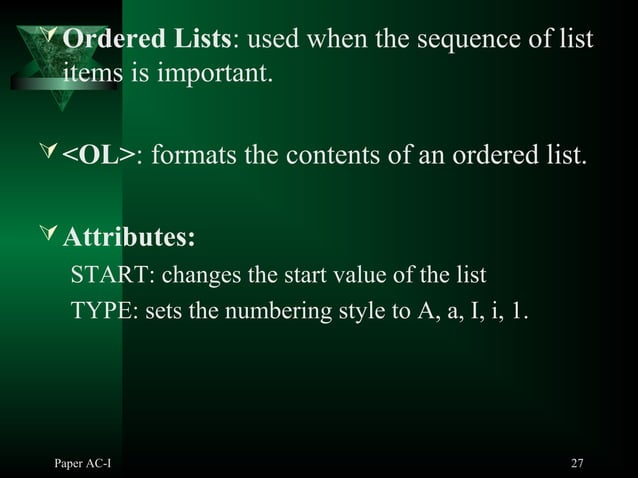 Ordered Lists: used when the sequence of list
items is important.
<OL>: formats the contents of an ordered list.
Attributes:
START: changes the start value of the list
TYPE: sets the numbering style to A, a, I, i, 1.
Paper AC-I
27